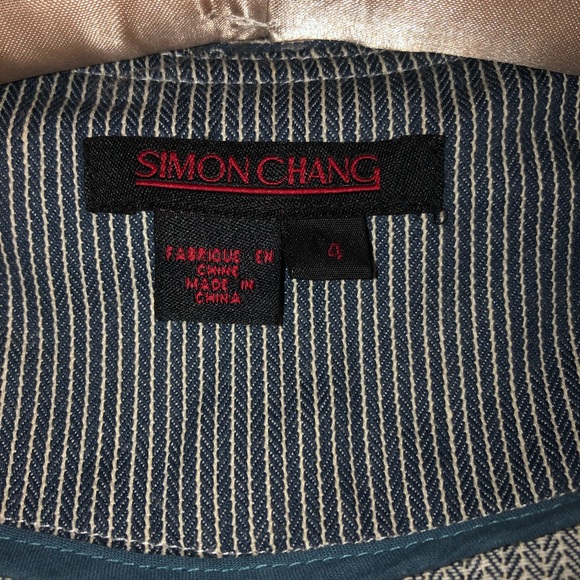 SIMON CHANG
FABRIQUE EN
CHINE
MADE IN
CHINA
4